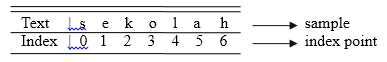 Text ↓ s e k o l a h → sample
Index ↓ 0 1 2 3 4 5 6 → index point